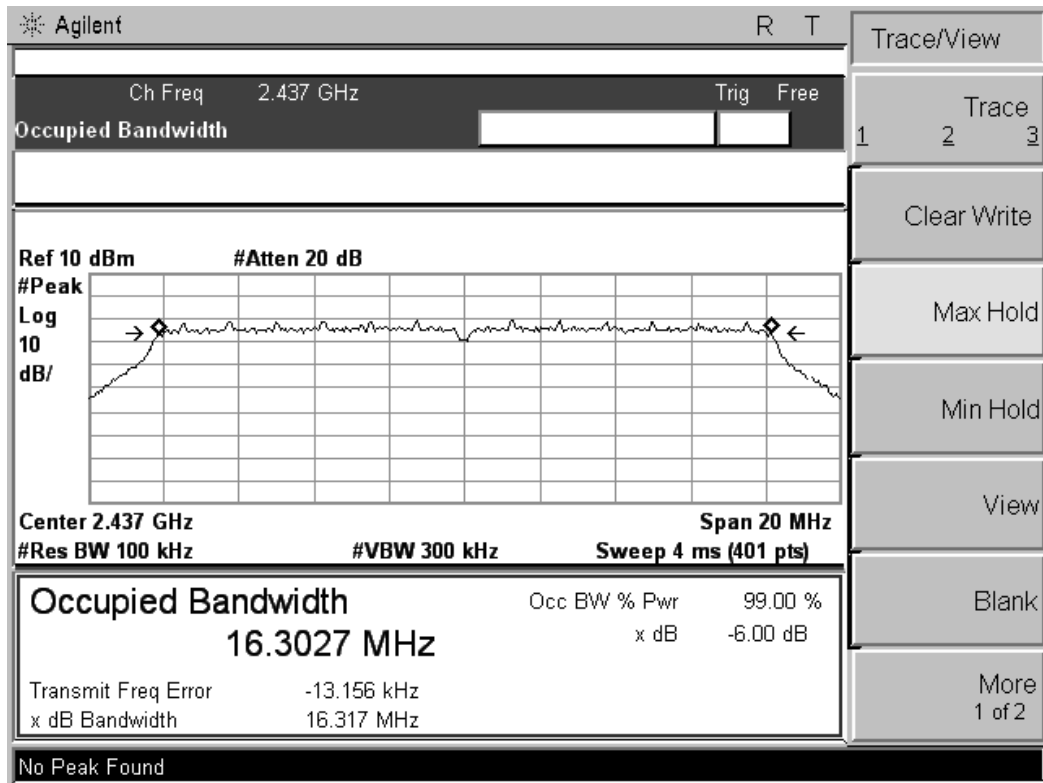 Agilent R T
Ch Freq 2.437 GHz Trig Free
Occupied Bandwidth
Ref 10 dBm #Atten 20 dB
#Peak
Log
10
dB/
Center 2.437 GHz Span 20 MHz
#Res BW 100 kHz #VBW 300 kHz Sweep 4 ms (401 pts)
Occupied Bandwidth
16.3027 MHz
Occ BW % Pwr 99.00 %
x dB -6.00 dB
Transmit Freq Error -13.156 kHz
x dB Bandwidth 16.317 MHz
No Peak Found
Trace/View
Trace
1 2 3
Clear Write
Max Hold
Min Hold
View
Blank
More
1 of 2